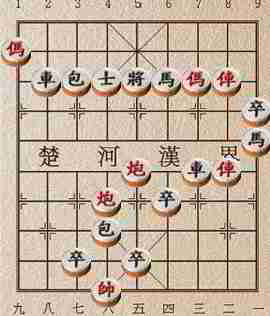 1 2 3 4 5 6 7 8 9
傌
車 包 士 將 馬 傌 俥
卒
馬
楚 河 漢 界
炮 車 俥
炮 卒
包
卒 卒
帥
九 八 七 六 五 四 三 二 一